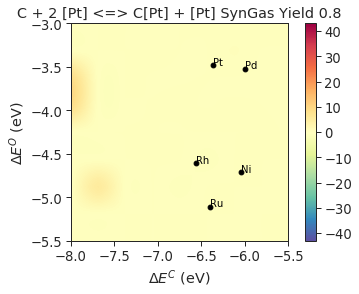 C + 2 [Pt] <=> C[Pt] + [Pt] SynGas Yield 0.8
−3.0
−3.5
−4.0
−4.5
−5.0
−5.5
ΔE^O (eV)
Pt
Pd
Rh
Ni
Ru
−8.0 −7.5 −7.0 −6.5 −6.0 −5.5
ΔE^C (eV)
40
30
20
10
0
−10
−20
−30
−40